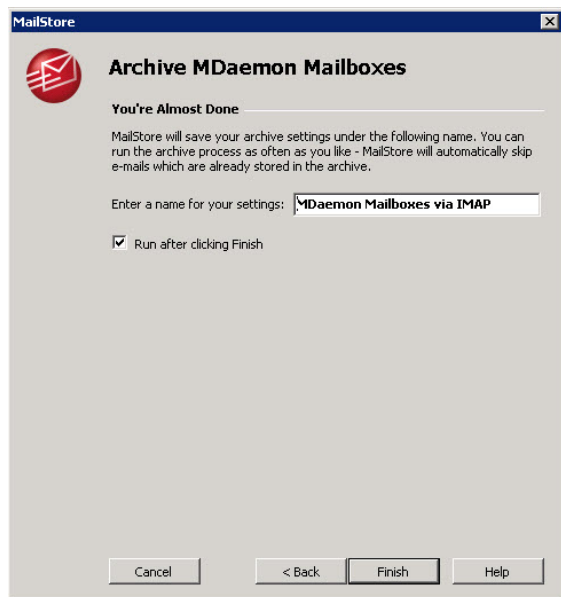 MailStore
Archive MDaemon Mailboxes
You're Almost Done
MailStore will save your archive settings under the following name. You can
run the archive process as often as you like - MailStore will automatically skip
e-mails which are already stored in the archive.
Enter a name for your settings: MDaemon Mailboxes via IMAP
Run after clicking Finish
Cancel < Back Finish Help